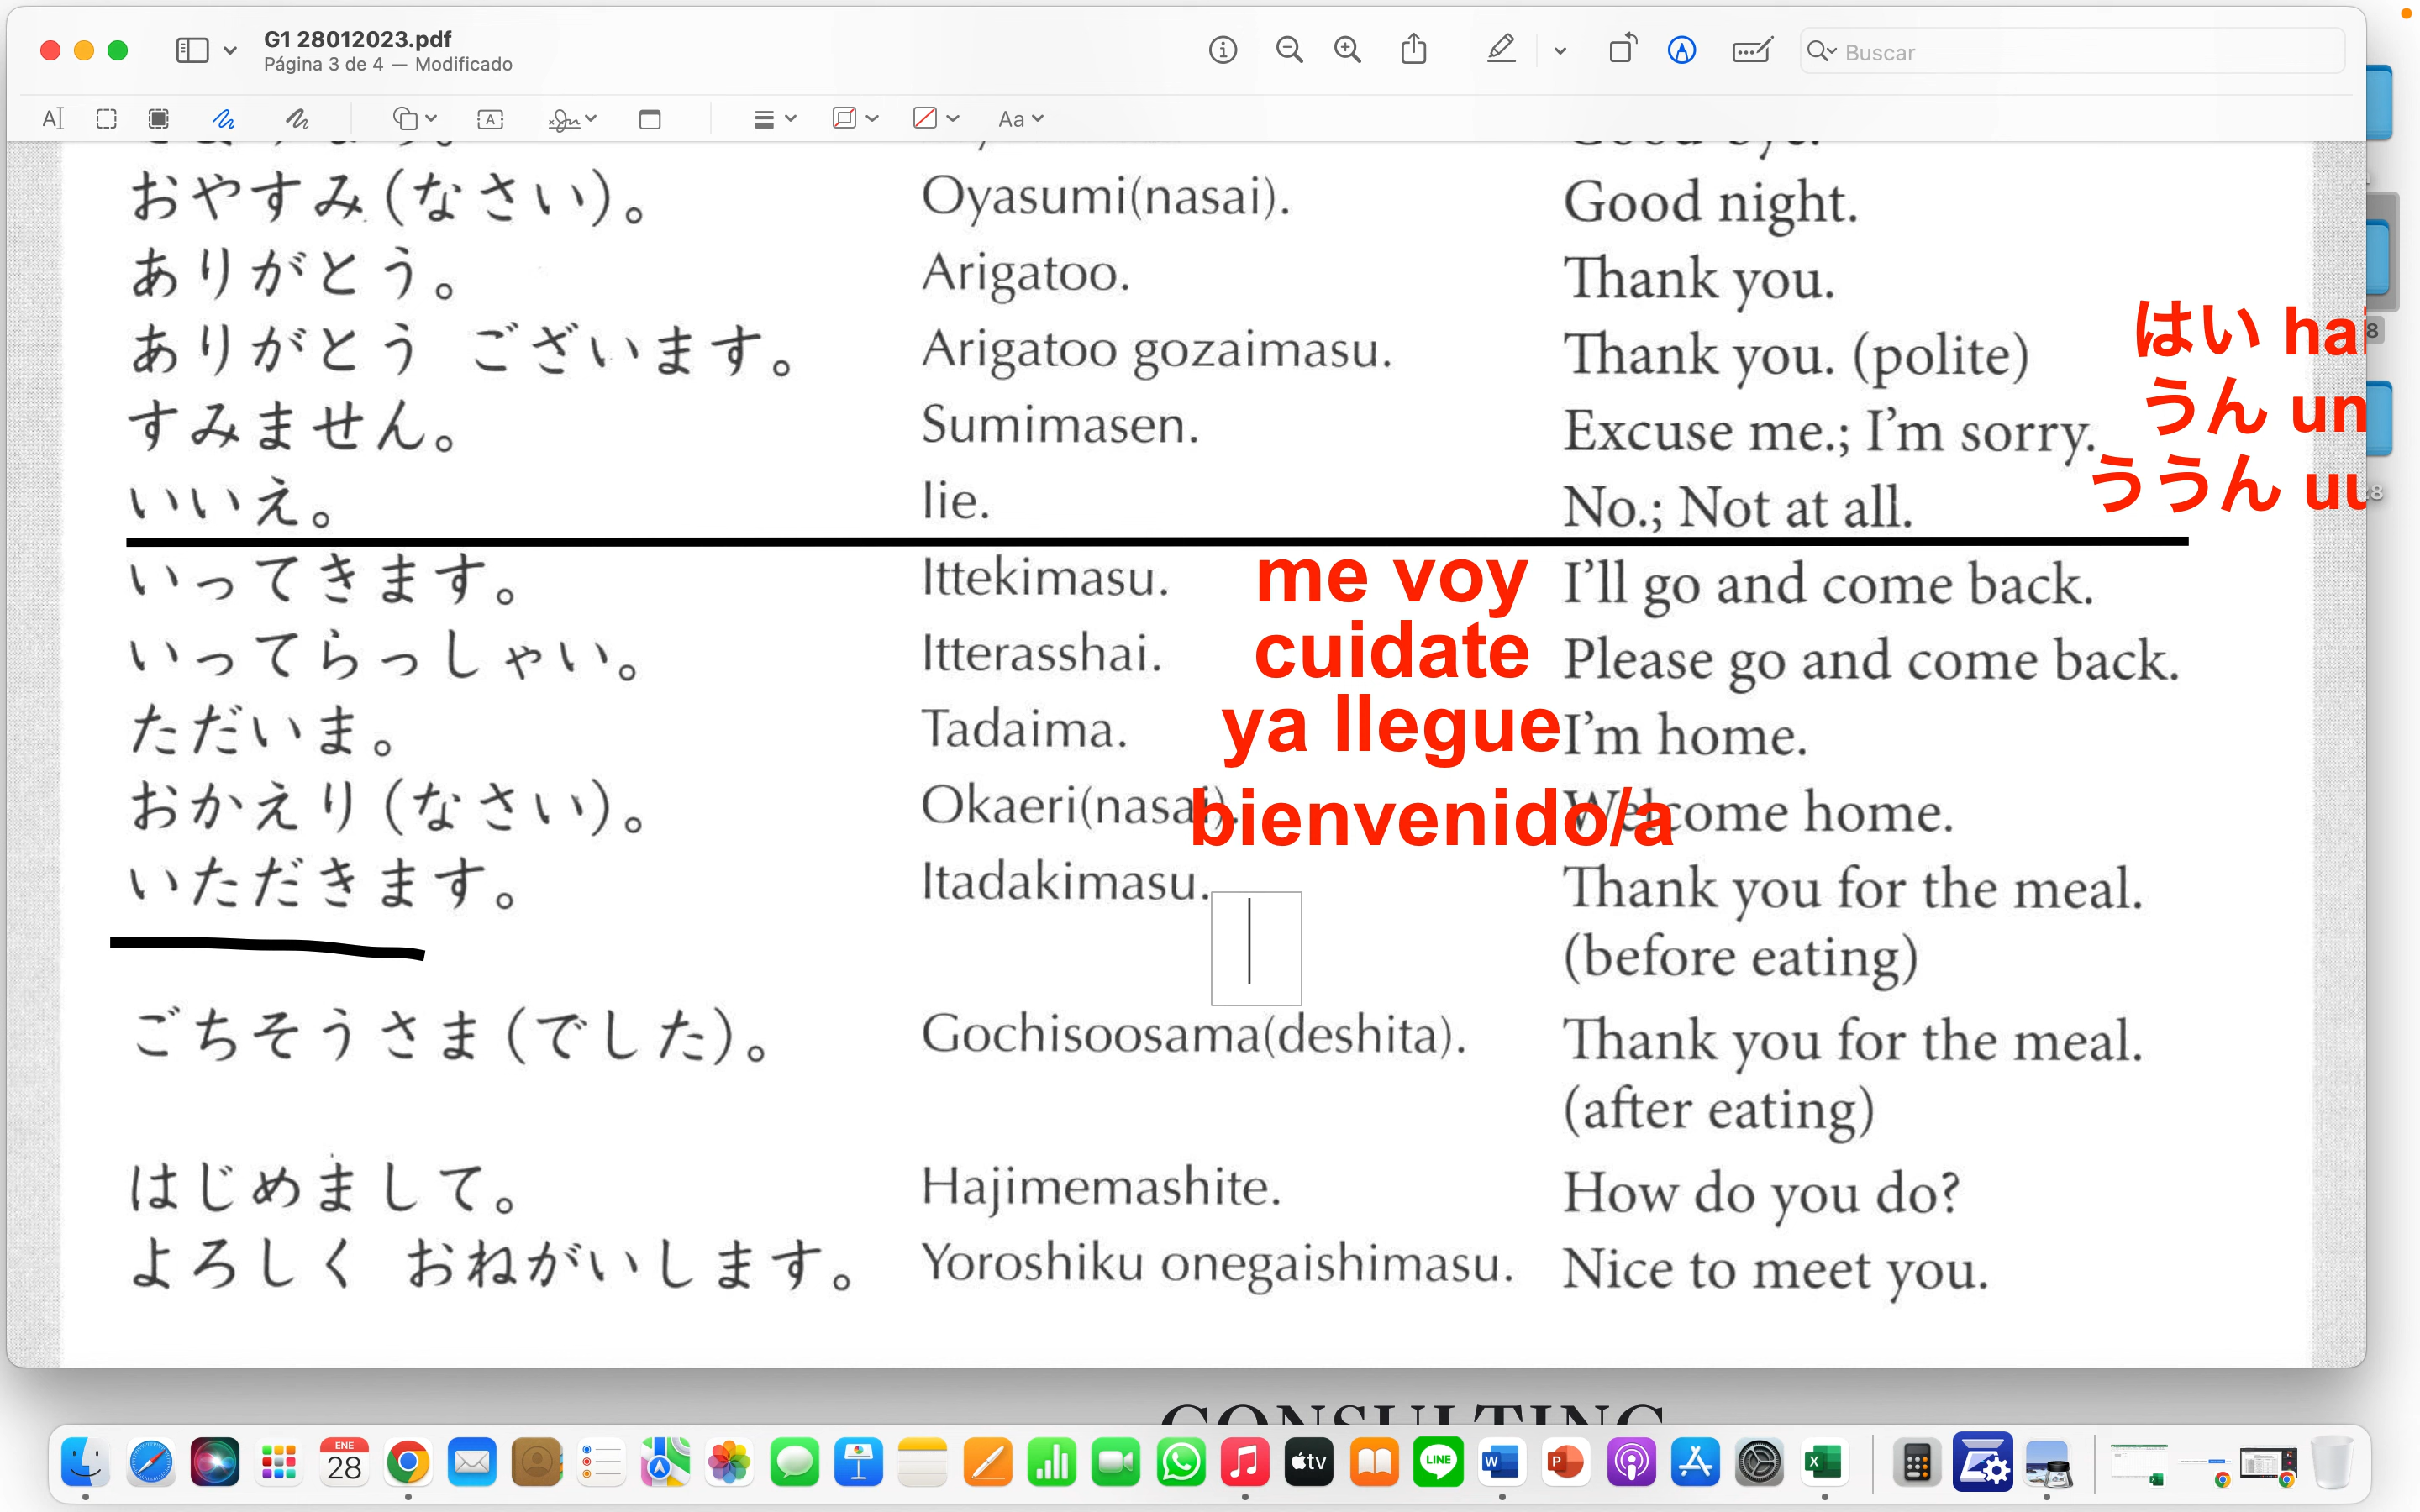 G1 28012023.pdf
Página 3 de 4 — Modificado
Buscar
Aa
おやすみ(なさい)。 Oyasumi(nasai). Good night.
ありがとう。 Arigatoo. Thank you.
ありがとう ございます。 Arigatoo gozaimasu. Thank you. (polite) はい hai
すみません。 Sumimasen. Excuse me.; I'm sorry. うん un
いいえ。 Iie. No.; Not at all. ううん uu
いってきます。 Ittekimasu. me voy I'll go and come back.
いってらっしゃい。 Itterasshai. cuidate Please go and come back.
ただいま。 Tadaima. ya llegue I'm home.
おかえり(なさい)。 Okaeri(nasai). bienvenido/a Welcome home.
いただきます。 Itadakimasu. Thank you for the meal.
(before eating)
ごちそうさま(でした)。 Gochisoosama(deshita). Thank you for the meal.
(after eating)
はじめまして。 Hajimemashite. How do you do?
よろしく おねがいします。 Yoroshiku onegaishimasu. Nice to meet you.
CONSULTING
ENE
28
tv
LINE
W
P
X